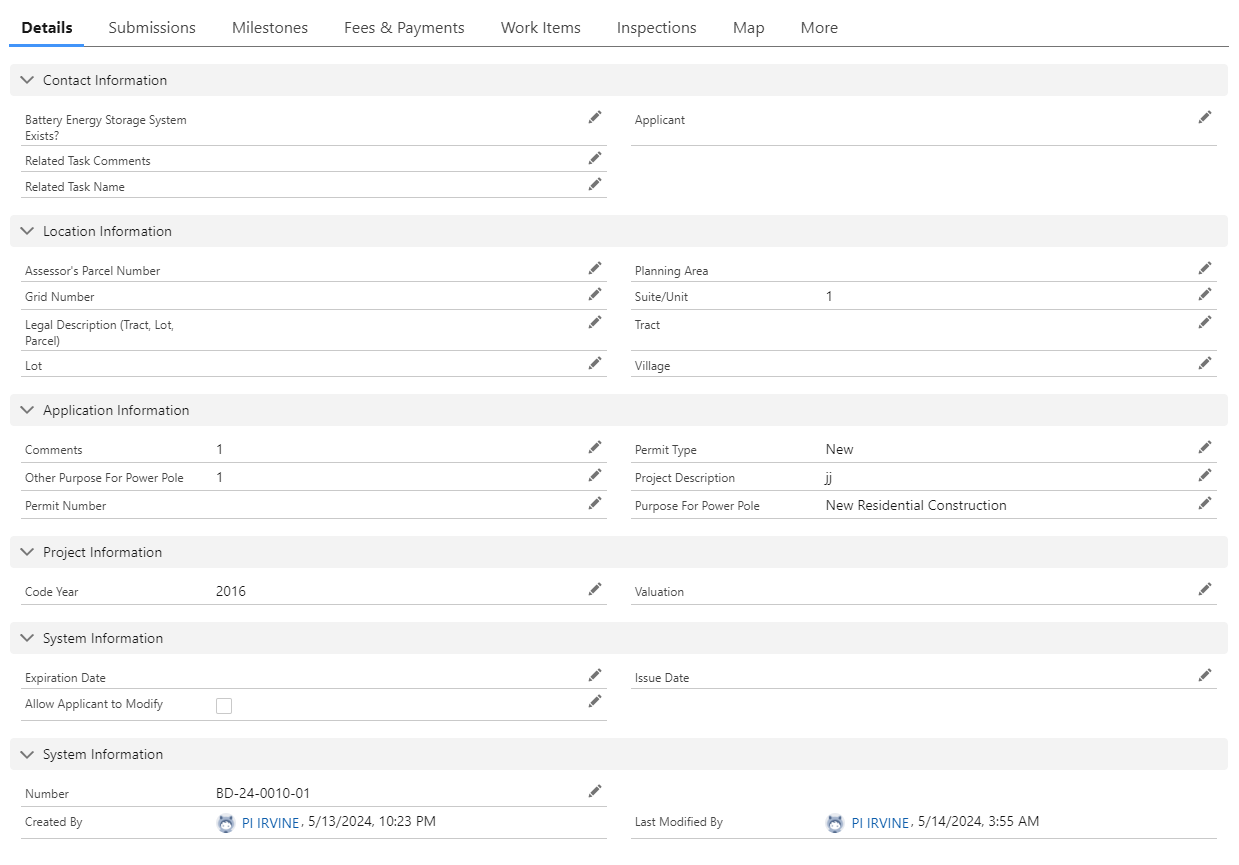 Details Submissions Milestones Fees & Payments Work Items Inspections Map More
Contact Information
Battery Energy Storage System
Exists?
Applicant
Related Task Comments
Related Task Name
Location Information
Assessor's Parcel Number
Planning Area
Grid Number
Suite/Unit 1
Legal Description (Tract, Lot,
Parcel)
Tract
Lot
Village
Application Information
Comments 1
Permit Type New
Other Purpose For Power Pole 1
Project Description jj
Permit Number
Purpose For Power Pole New Residential Construction
Project Information
Code Year 2016
Valuation
System Information
Expiration Date
Issue Date
Allow Applicant to Modify
System Information
Number BD-24-0010-01
Created By PI IRVINE, 5/13/2024, 10:23 PM
Last Modified By PI IRVINE, 5/14/2024, 3:55 AM